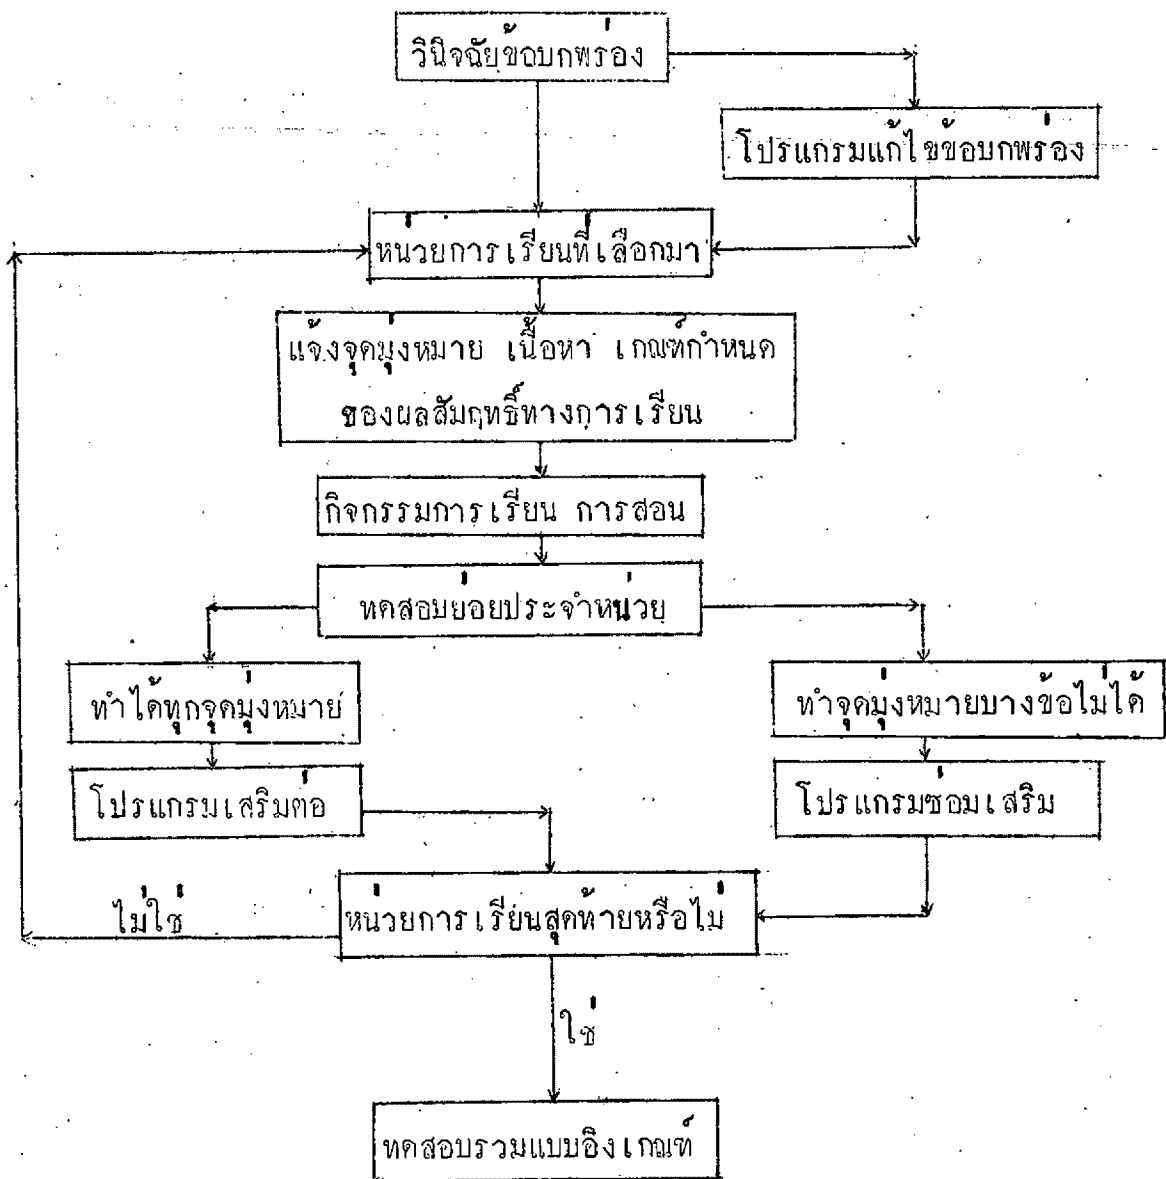 วินิจฉัยข้อบกพร่อง
โปรแกรมแก้ไขข้อบกพร่อง
หน่วยการเรียนที่เลือกมา
แจ้งจุดมุ่งหมาย เนื้อหา เกณฑ์กำหนด
ของผลสัมฤทธิ์ทางการเรียน
กิจกรรมการเรียน การสอน
ทดสอบย่อยประจำหน่วย
ทำได้ทุกจุดมุ่งหมาย
ทำจุดมุ่งหมายบางข้อไม่ได้
โปรแกรมเสริมต่อ
โปรแกรมซ่อมเสริม
ไม่ใช่
หน่วยการเรียนสุดท้ายหรือไม่
ใช่
ทดสอบรวมแบบอิงเกณฑ์